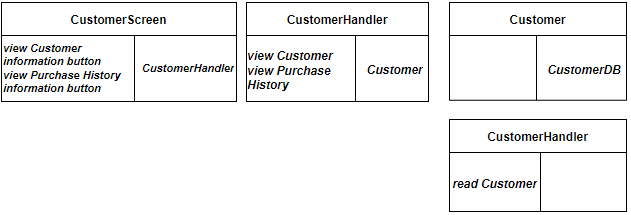 CustomerScreen
view Customer
information button
view Purchase History
information button
CustomerHandler
CustomerHandler
view Customer
view Purchase
History
Customer
Customer
CustomerDB
CustomerHandler
read Customer